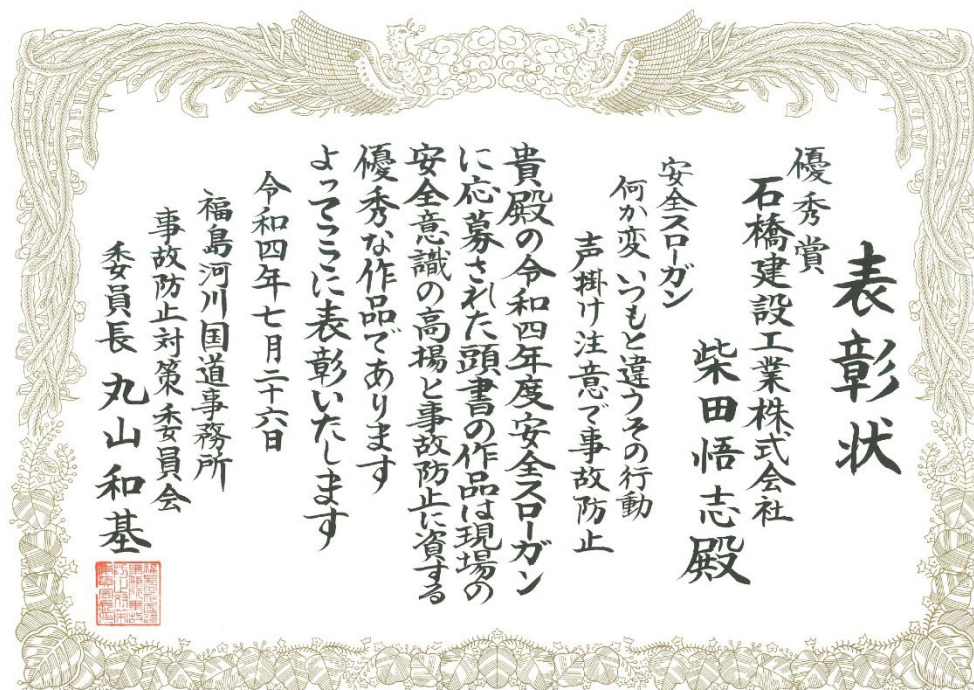 表彰状
優秀賞
石橋建設工業株式会社
柴田悟志殿
安全スローガン
何か変 いつもと違うその行動
声掛け注意で事故防止
貴殿の令和四年度安全スローガン
に応募された頭書の作品は現場の
安全意識の高揚と事故防止に資する
優秀な作品であります
よってここに表彰いたします
令和四年七月二十六日
福島河川国道事務所
事故防止対策委員会
委員長 丸山和基